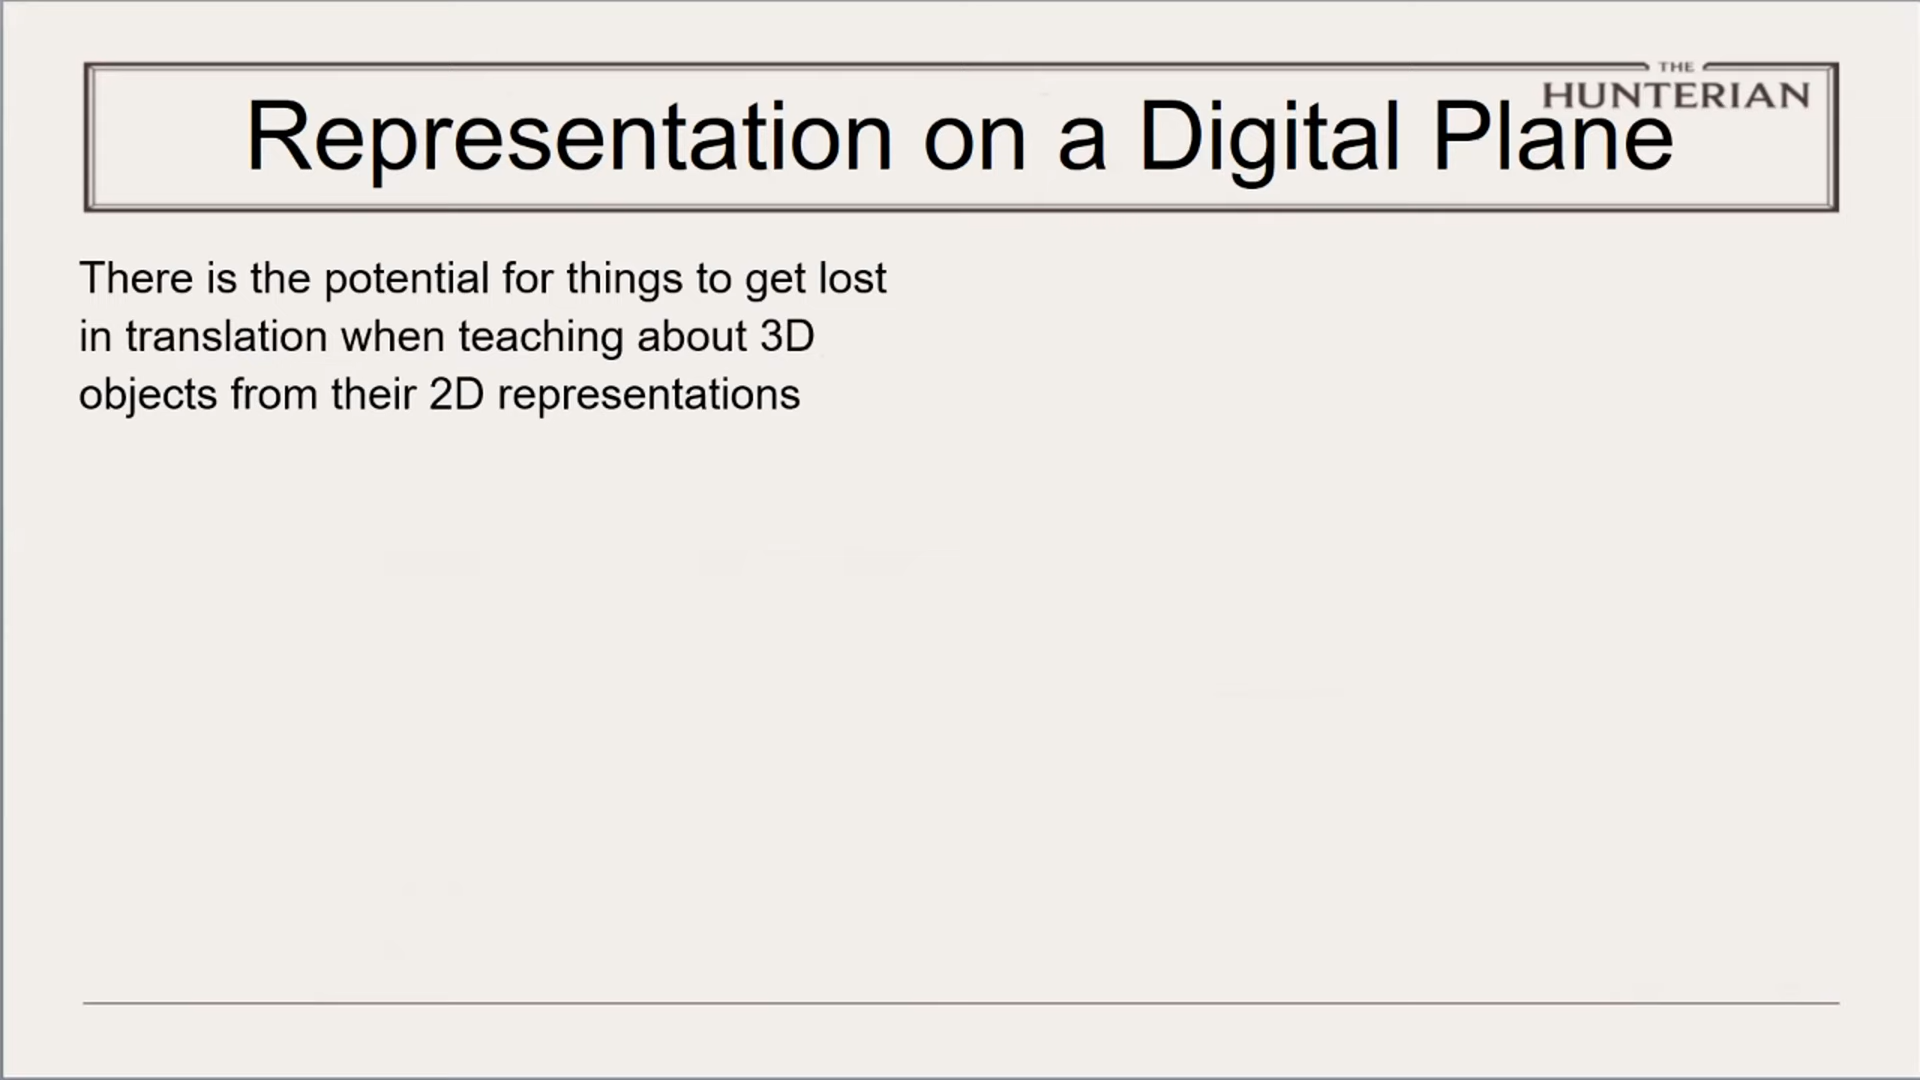 THE
HUNTERIAN
Representation on a Digital Plane
There is the potential for things to get lost
in translation when teaching about 3D
objects from their 2D representations